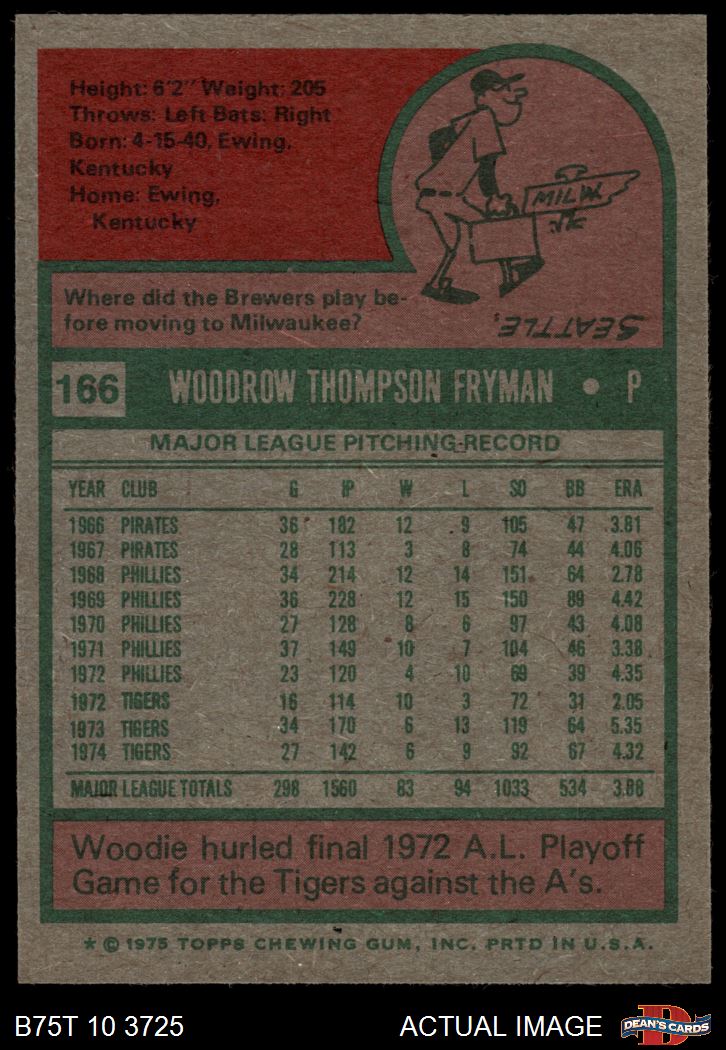 Height: 6'2" Weight: 205
Throws: Left Bats: Right
Born: 4-15-40, Ewing,
Kentucky
Home: Ewing,
Kentucky
MILW.
Where did the Brewers play be-
fore moving to Milwaukee?
SEATTLE.
166 WOODROW THOMPSON FRYMAN • P
MAJOR LEAGUE PITCHING RECORD
YEAR CLUB G IP W L SO BB ERA
1966 PIRATES 36 182 12 9 105 47 3.81
1967 PIRATES 28 113 3 8 74 44 4.06
1968 PHILLIES 34 214 12 14 151 64 2.78
1969 PHILLIES 36 228 12 15 150 89 4.42
1970 PHILLIES 27 128 8 6 97 43 4.08
1971 PHILLIES 37 149 10 7 104 46 3.38
1972 PHILLIES 23 120 4 10 69 39 4.35
1972 TIGERS 16 114 10 3 72 31 2.05
1973 TIGERS 34 170 6 13 119 64 5.35
1974 TIGERS 27 142 6 9 92 67 4.32
MAJOR LEAGUE TOTALS 298 1560 83 94 1033 534 3.88
Woodie hurled final 1972 A.L. Playoff
Game for the Tigers against the A's.
* © 1975 TOPPS CHEWING GUM, INC. PRTD IN U.S.A.
B75T 10 3725 ACTUAL IMAGE D DEAN'S CARDS